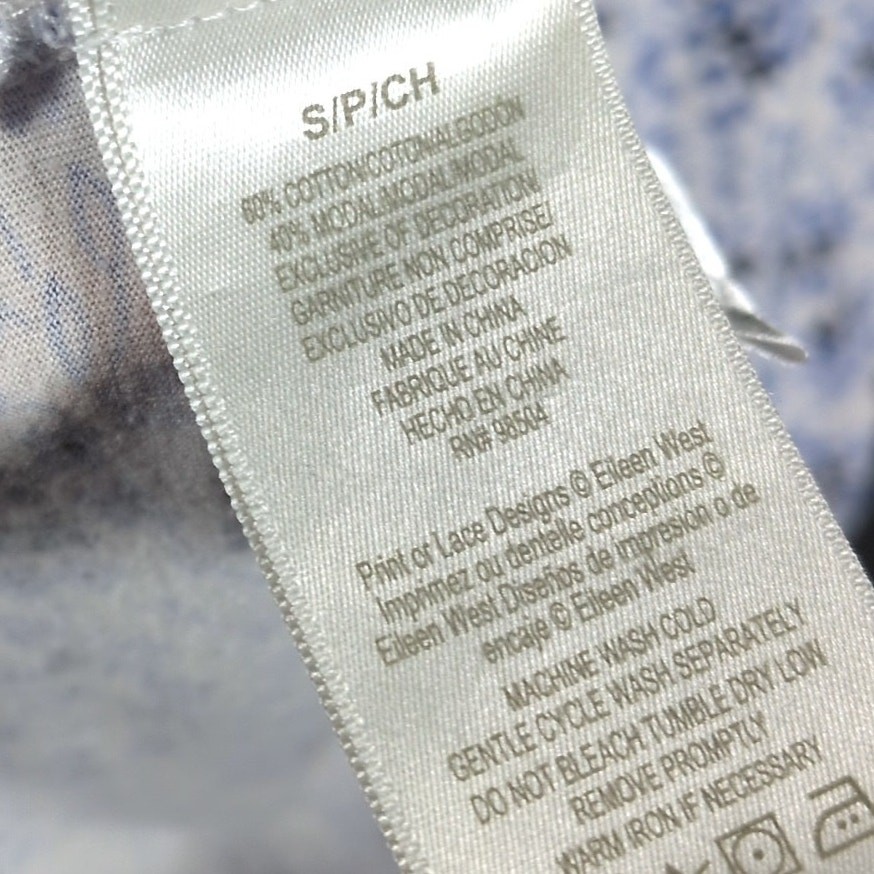 S/P/CH
60% COTTON/COTON/ALGODÓN
40% MODAL/MODAL/MODAL
EXCLUSIVE OF DECORATION/
GARNITURE NON COMPRISE/
EXCLUSIVO DE DECORACION
MADE IN CHINA
FABRIQUE AU CHINE
HECHO EN CHINA
RN# 98504
Print or Lace Designs © Eileen West
Imprimez ou dentelle conceptions ©
Eileen West Diseños de impresion o de
encaje © Eileen West
MACHINE WASH COLD
GENTLE CYCLE WASH SEPARATELY
DO NOT BLEACH TUMBLE DRY LOW
REMOVE PROMPTLY
WARM IRON IF NECESSARY